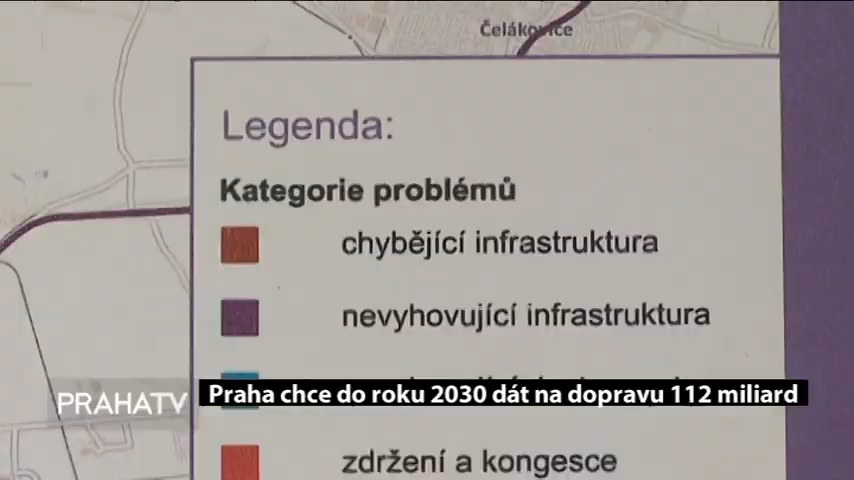 Čelákovice
Legenda:
Kategorie problémů
chybějící infrastruktura
nevyhovující infrastruktura
PRAHATV
Praha chce do roku 2030 dát na dopravu 112 miliard
zdržení a kongesce